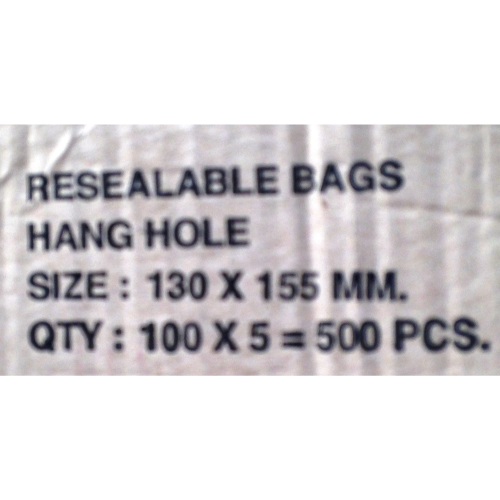 RESEALABLE BAGS
HANG HOLE
SIZE : 130 X 155 MM.
QTY : 100 X 5 = 500 PCS.